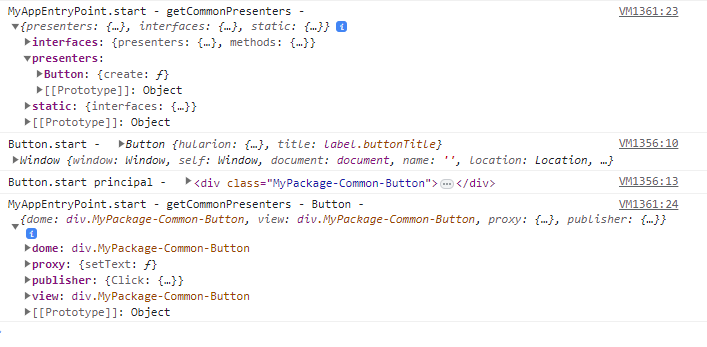 MyAppEntryPoint.start - getCommonPresenters - VM1361:23
▼{presenters: {…}, interfaces: {…}, static: {…}} i
▶interfaces: {presenters: {…}, methods: {…}}
▼presenters:
▶Button: {create: ƒ}
▶[[Prototype]]: Object
▶static: {interfaces: {…}}
▶[[Prototype]]: Object
Button.start - ▶Button {hularion: {…}, title: label.buttonTitle} VM1356:10
▶Window {window: Window, self: Window, document: document, name: '', location: Location, …}
Button.start principal - ▶<div class="MyPackage-Common-Button">…</div> VM1356:13
MyAppEntryPoint.start - getCommonPresenters - Button - VM1361:24
▼{dome: div.MyPackage-Common-Button, view: div.MyPackage-Common-Button, proxy: {…}, publisher: {…}}
i
▶dome: div.MyPackage-Common-Button
▶proxy: {setText: ƒ}
▶publisher: {Click: {…}}
▶view: div.MyPackage-Common-Button
▶[[Prototype]]: Object